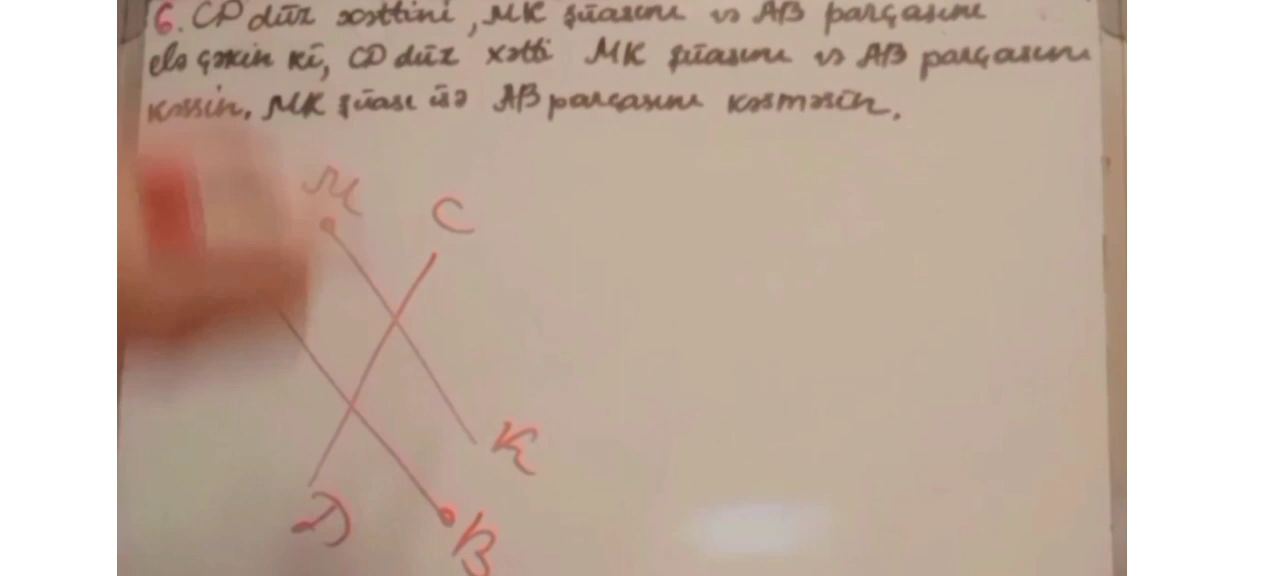 6. CD düz xəttini, MK şüasını və AB parçasını
elə çəkin ki, CD düz xətti MK şüasını və AB parçasını
kəssin, MK şüası isə AB parçasını kəsməsin.
M
C
K
D
B